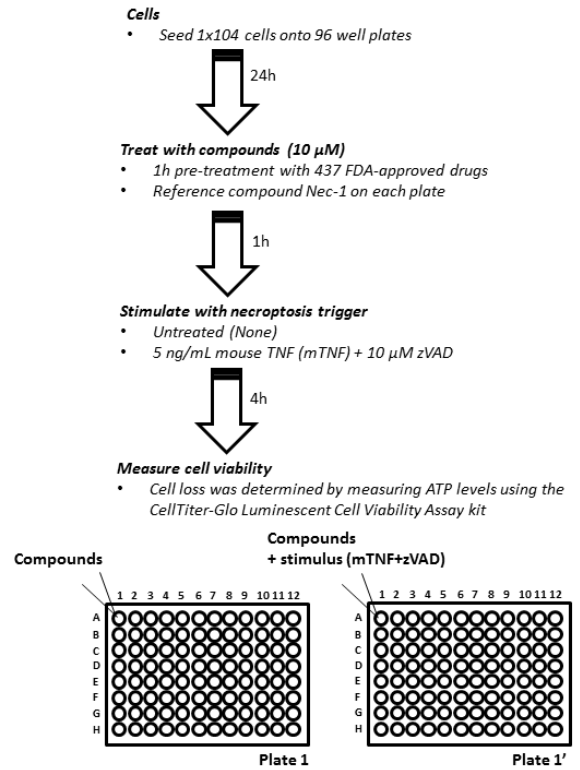 Cells
• Seed 1x104 cells onto 96 well plates
24h
Treat with compounds (10 µM)
• 1h pre-treatment with 437 FDA-approved drugs
• Reference compound Nec-1 on each plate
1h
Stimulate with necroptosis trigger
• Untreated (None)
• 5 ng/mL mouse TNF (mTNF) + 10 µM zVAD
4h
Measure cell viability
• Cell loss was determined by measuring ATP levels using the
CellTiter-Glo Luminescent Cell Viability Assay kit
Compounds
1 2 3 4 5 6 7 8 9 10 11 12
A
B
C
D
E
F
G
H
Plate 1
Compounds
+ stimulus (mTNF+zVAD)
1 2 3 4 5 6 7 8 9 10 11 12
A
B
C
D
E
F
G
H
Plate 1’